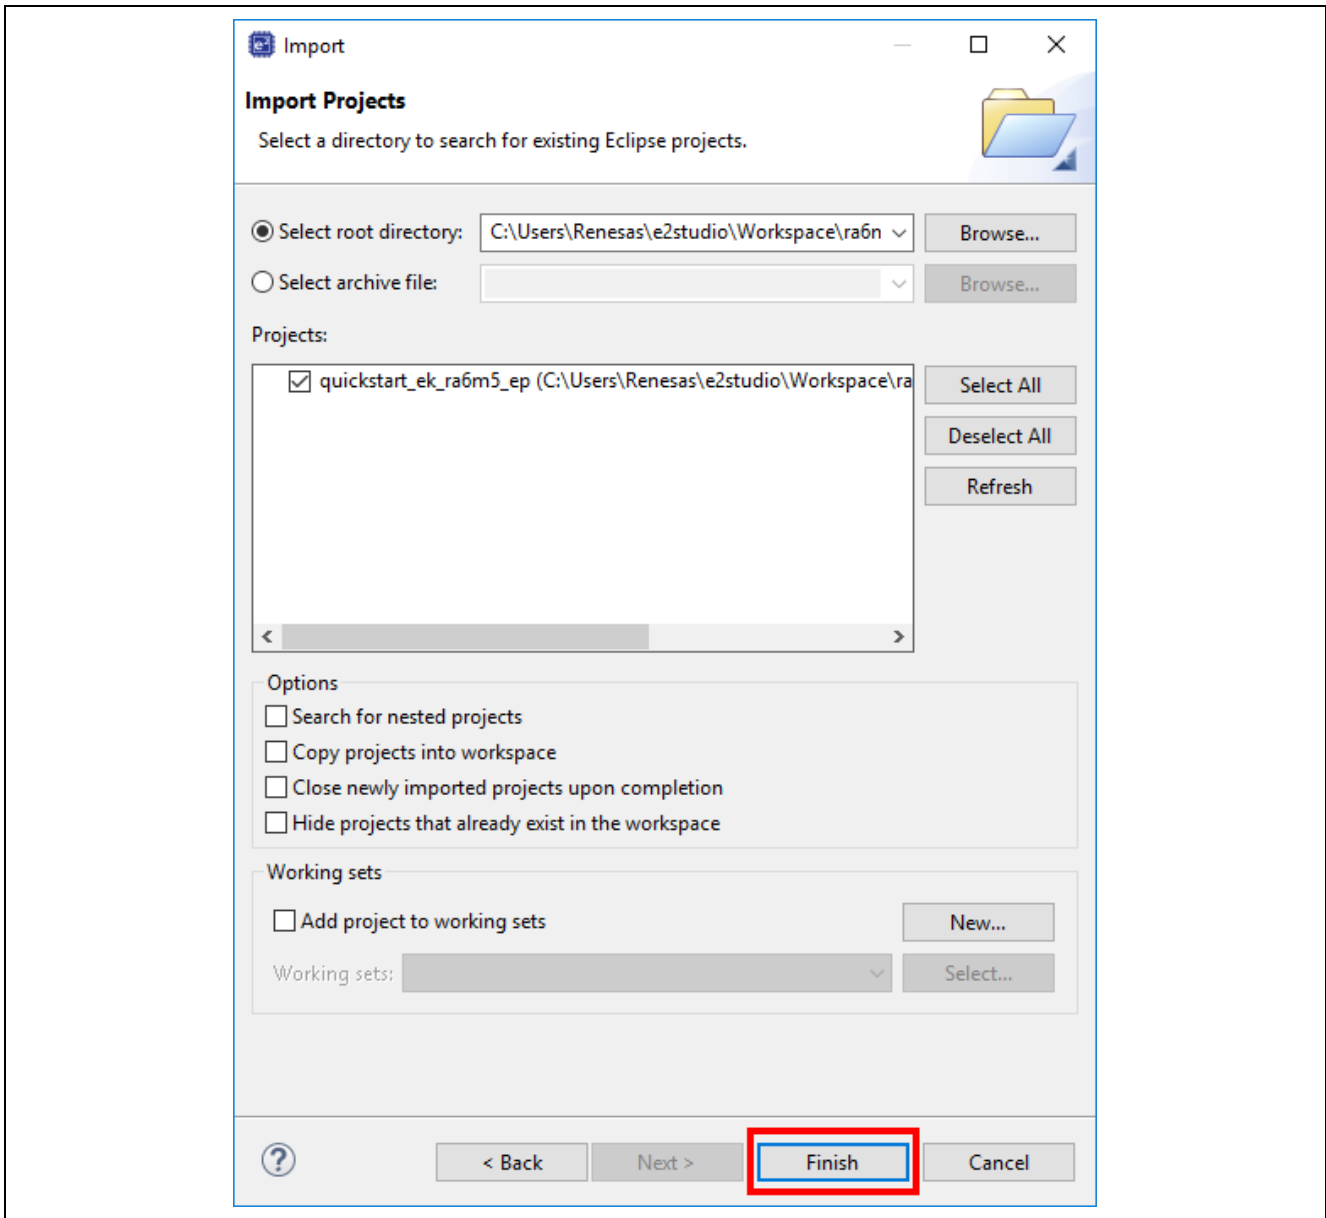 Import
Import Projects
Select a directory to search for existing Eclipse projects.
Select root directory: C:\Users\Renesas\e2studio\Workspace\ra6n Browse...
Select archive file: Browse...
Projects:
quickstart_ek_ra6m5_ep (C:\Users\Renesas\e2studio\Workspace\ra Select All
Deselect All
Refresh
Options
Search for nested projects
Copy projects into workspace
Close newly imported projects upon completion
Hide projects that already exist in the workspace
Working sets
Add project to working sets New...
Working sets: Select...
< Back Next > Finish Cancel